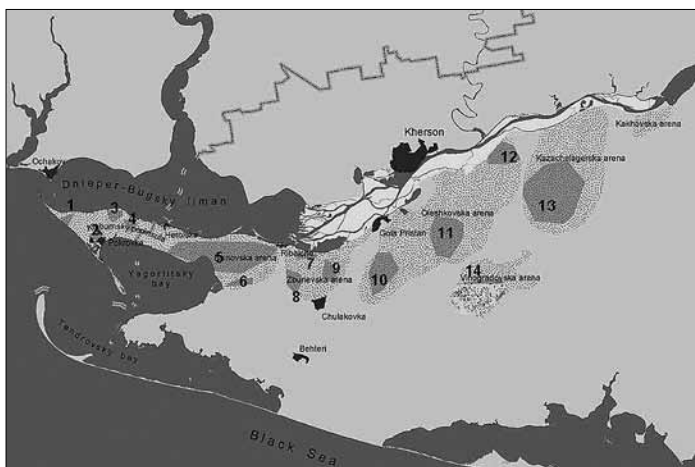 Kakhovska arena
Kherson
12
Kazachelagerska arena
Ochakov
Dnieper-Bugsky liman
13
1
3
4
Oleshkovska arena
2
Gola Pristan
11
Pokrovka
Ribalche
5
7
9
14
Yagorlitsky
bay
6
10
Vinogradovska arena
Zburievska arena
8
Chulakovka
Tendrovsky bay
Behteri
Black Sea